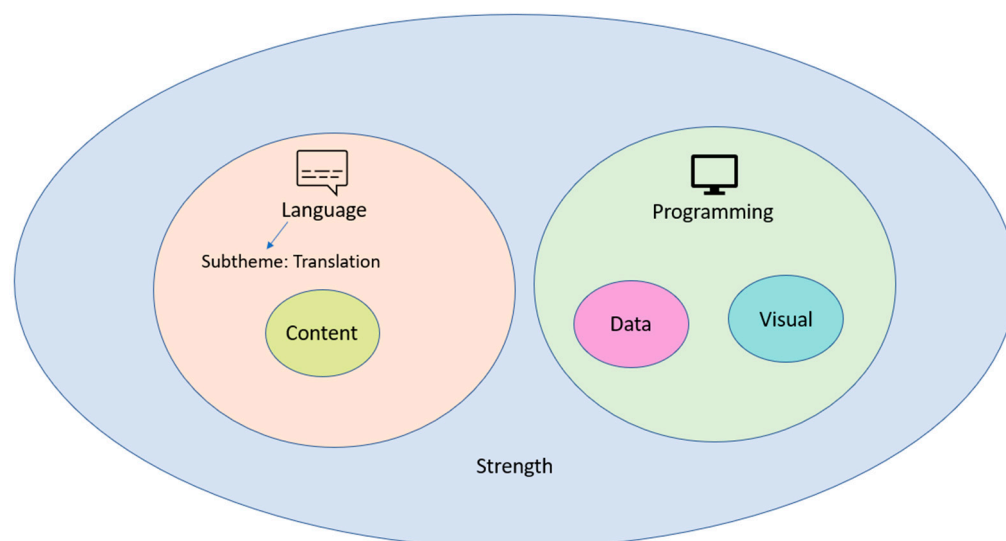 Language
Programming
Subtheme: Translation
Content
Data
Visual
Strength